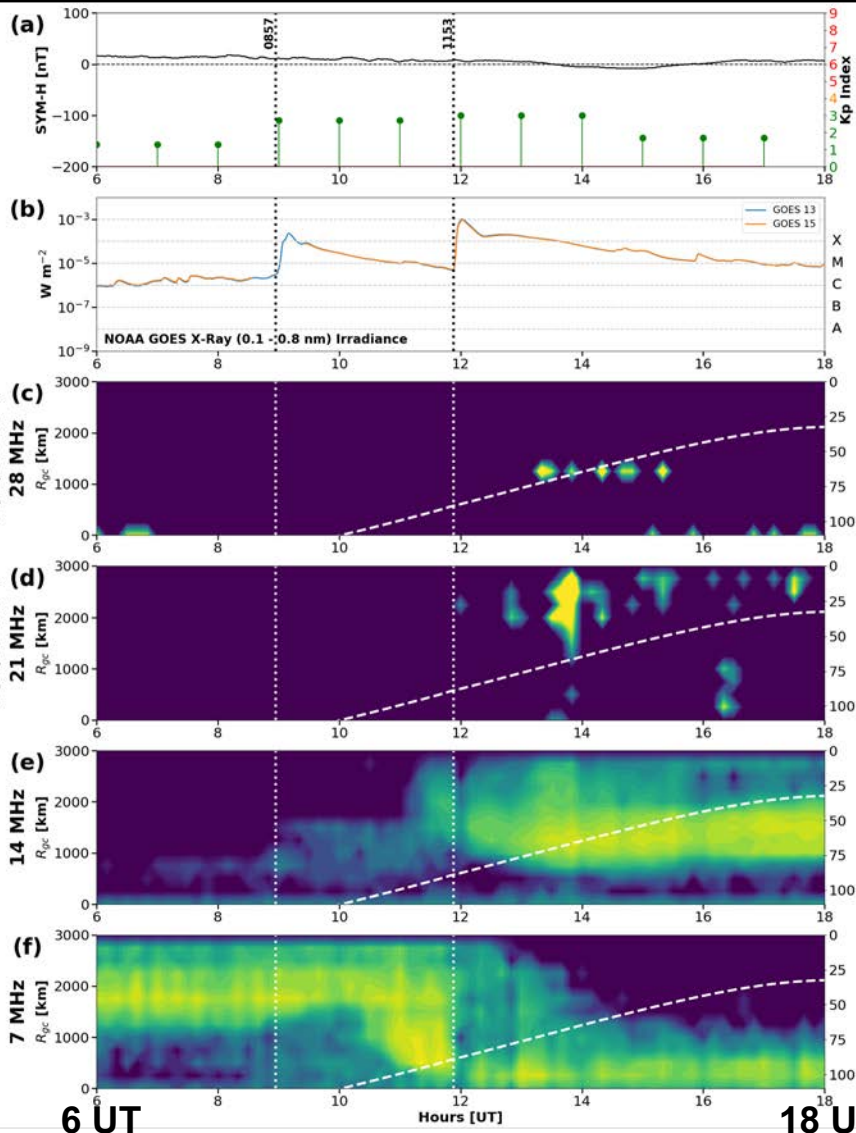 (a)
100
0
−100
−200
SYM-H [nT]
0857
1153
9
8
7
6
5
4
3
2
1
0
Kp Index
6 8 10 12 14 16 18
(b)
10⁻³
10⁻⁵
10⁻⁷
10⁻⁹
W m⁻²
GOES 13
GOES 15
X
M
C
B
A
NOAA GOES X-Ray (0.1 - 0.8 nm) Irradiance
6 8 10 12 14 16 18
(c)
28 MHz
R_gc [km]
3000
2000
1000
0
0
25
50
75
100
6 8 10 12 14 16 18
(d)
21 MHz
R_gc [km]
3000
2000
1000
0
0
25
50
75
100
6 8 10 12 14 16 18
(e)
14 MHz
R_gc [km]
3000
2000
1000
0
0
25
50
75
100
6 8 10 12 14 16 18
(f)
7 MHz
R_gc [km]
3000
2000
1000
0
0
25
50
75
100
6 8 10 12 14 16 18
Hours [UT]
6 UT
18 U